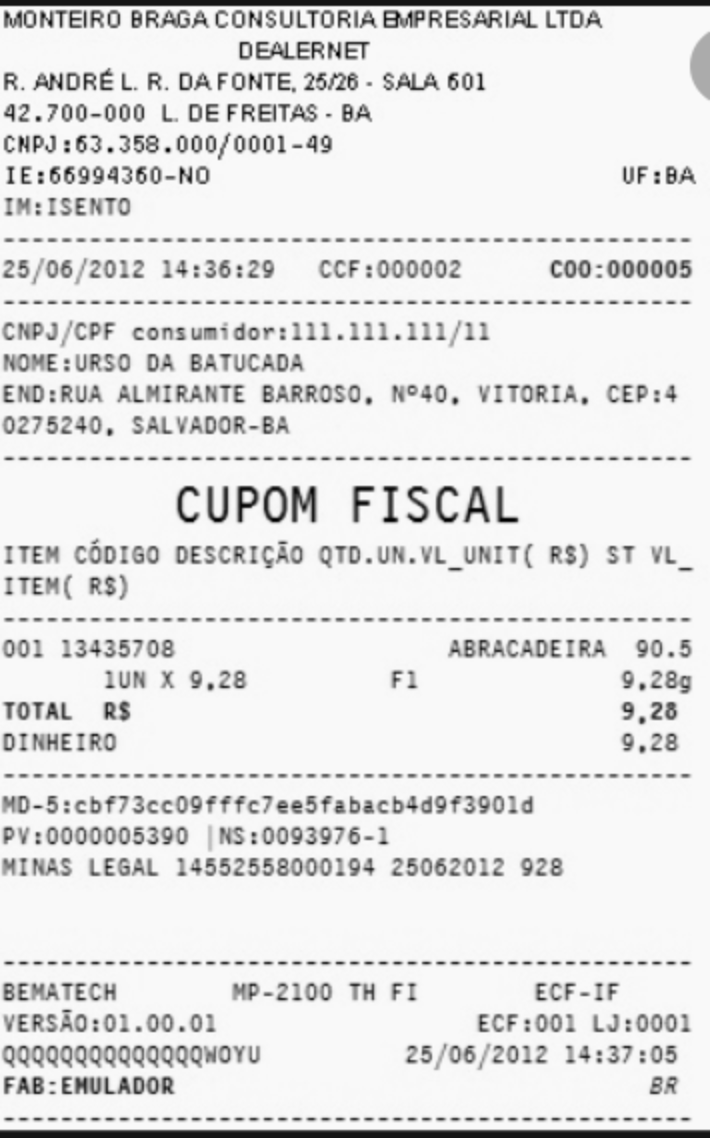 MONTEIRO BRAGA CONSULTORIA EMPRESARIAL LTDA
DEALERNET
R. ANDRÉ L. R. DA FONTE, 25/26 - SALA 601
42.700-000 L. DE FREITAS - BA
CNPJ:63.358.000/0001-49
IE:66994360-NO UF:BA
IM:ISENTO
------------------------------------------------
25/06/2012 14:36:29 CCF:000002 COO:000005
------------------------------------------------
CNPJ/CPF consumidor:111.111.111/11
NOME:URSO DA BATUCADA
END:RUA ALMIRANTE BARROSO, Nº40, VITORIA, CEP:4
0275240, SALVADOR-BA
------------------------------------------------
CUPOM FISCAL
ITEM CÓDIGO DESCRIÇÃO QTD.UN.VL_UNIT( R$) ST VL_
ITEM( R$)
------------------------------------------------
001 13435708 ABRACADEIRA 90.5
1UN X 9,28 F1 9,28g
TOTAL R$ 9,28
DINHEIRO 9,28
------------------------------------------------
MD-5:cbf73cc09fffc7ee5fabacb4d9f3901d
PV:0000005390 |NS:0093976-1
MINAS LEGAL 14552558000194 25062012 928
------------------------------------------------
BEMATECH MP-2100 TH FI ECF-IF
VERSÃO:01.00.01 ECF:001 LJ:0001
QQQQQQQQQQQQQQWOYU 25/06/2012 14:37:05
FAB:EMULADOR BR
------------------------------------------------